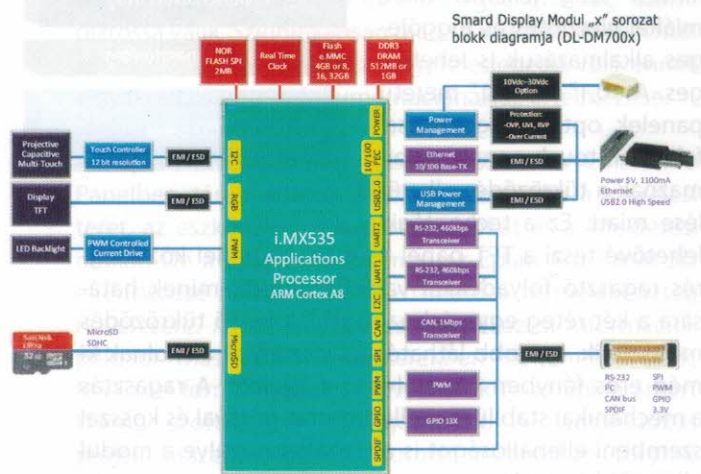 Smard Display Modul „x" sorozat
blokk diagramja (DL-DM700x)
NOR
FLASH SPI
2MB
Real Time
Clock
Flash
e.MMC
4GB or 8,
16, 32GB
DDR3
DRAM
512MB or
1GB
10Vdc-30Vdc
Option
Power
Management
Protection:
-OVP, UVL, RVP
-Over Current
Ethernet
10/100 Base-TX
EMI / ESD
USB Power
Management
EMI / ESD
Power 5V, 1100mA
Ethernet
USB2.0 High Speed
Projective
Capacitive
Multi-Touch
Touch Controller
12 bit resolution
EMI / ESD
Display
TFT
EMI / ESD
LED Backlight
PWM Controlled
Current Drive
MicroSD
SDHC
EMI / ESD
I2C
RGB
PWM
MicroSD
i.MX535
Applications
Processor
ARM Cortex A8
POWER
10/100
FEC
USB2.0
UART2
UART1
I2C
CAN
SPI
PWM
GPIO
SPDIF
RS-232, 460kbps
Transceiver
RS-232, 460kbps
Transceiver
CAN, 1Mbps
Transceiver
PWM
GPIO 13X
EMI / ESD
RS-232 SPI
I²C PWM
CAN bus GPIO
SPDIF 3.3V